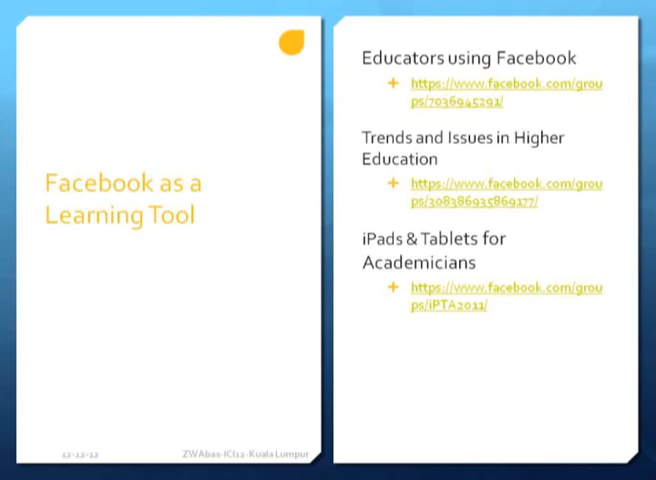 Facebook as a
Learning Tool
12-12-12
ZWAbas-ICI12-Kuala Lumpur
Educators using Facebook
https://www.facebook.com/grou
ps/7036945291/
Trends and Issues in Higher
Education
https://www.facebook.com/grou
ps/308386935869177/
iPads & Tablets for
Academicians
https://www.facebook.com/grou
ps/iPTA2011/